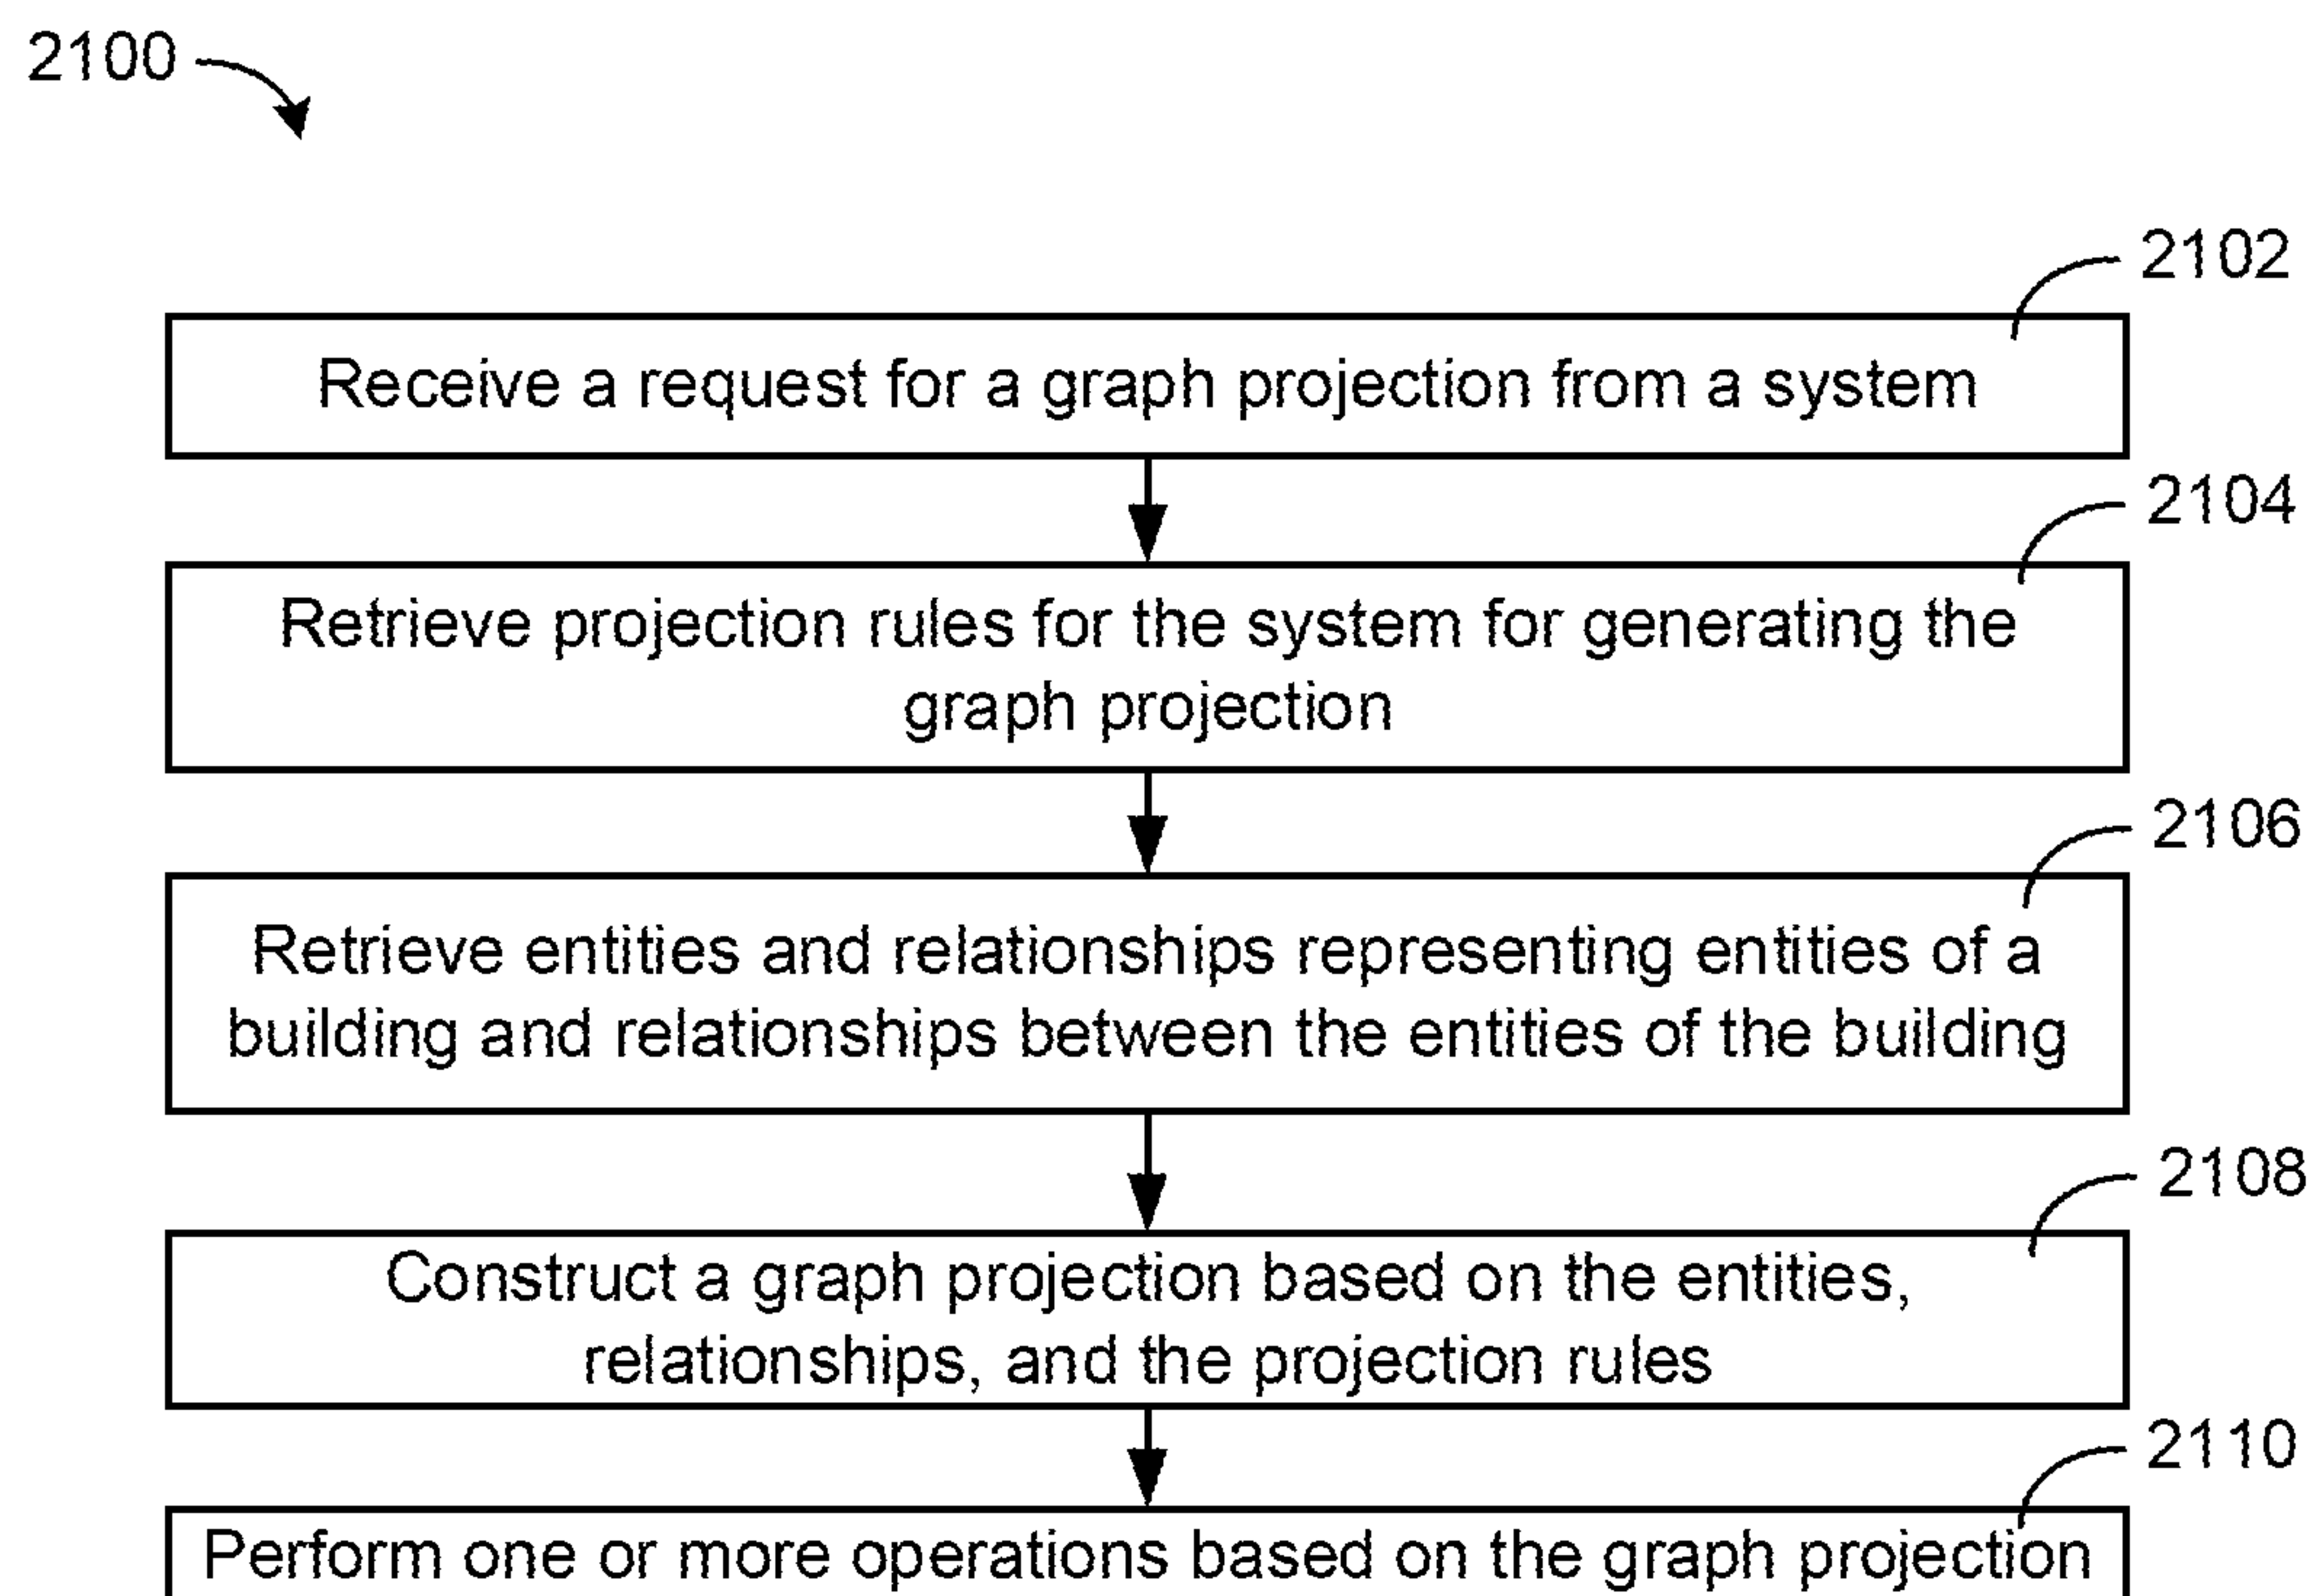 2100
2102
Receive a request for a graph projection from a system
2104
Retrieve projection rules for the system for generating the
graph projection
2106
Retrieve entities and relationships representing entities of a
building and relationships between the entities of the building
2108
Construct a graph projection based on the entities,
relationships, and the projection rules
2110
Perform one or more operations based on the graph projection